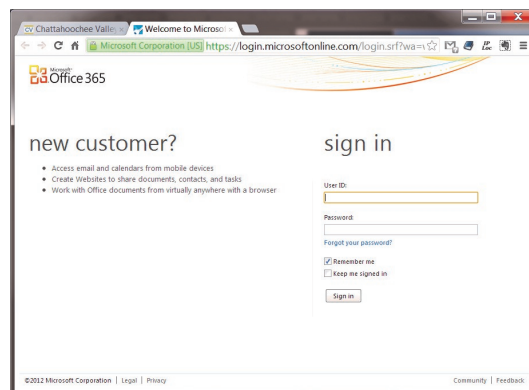 Chattahoochee Valley
Welcome to Microsof
Microsoft Corporation [US] https://login.microsoftonline.com/login.srf?wa=w
IP
Loc
Microsoft
Office 365
new customer?
Access email and calendars from mobile devices
Create Websites to share documents, contacts, and tasks
Work with Office documents from virtually anywhere with a browser
sign in
User ID:
Password:
Forgot your password?
Remember me
Keep me signed in
Sign in
©2012 Microsoft Corporation | Legal | Privacy
Community | Feedback